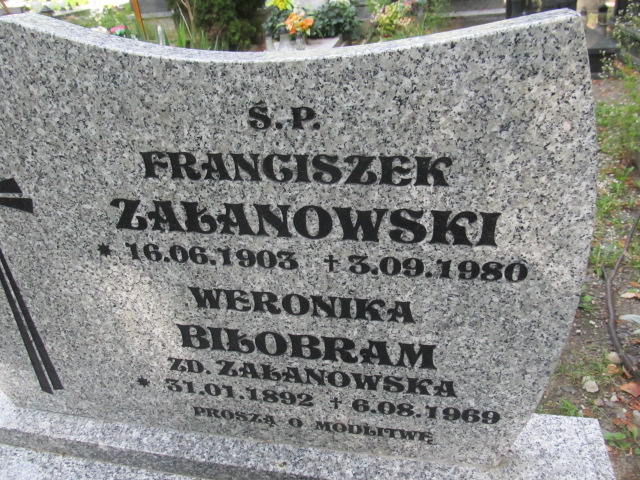 Ś.P.
FRANCISZEK
ZAŁANOWSKI
* 16.06.1903 †3.09.1980
WERONIKA
BIŁOBRAM
ZD. ZAŁANOWSKA
* 31.01.1892 †6.08.1969
PROSZĄ O MODLITWĘ